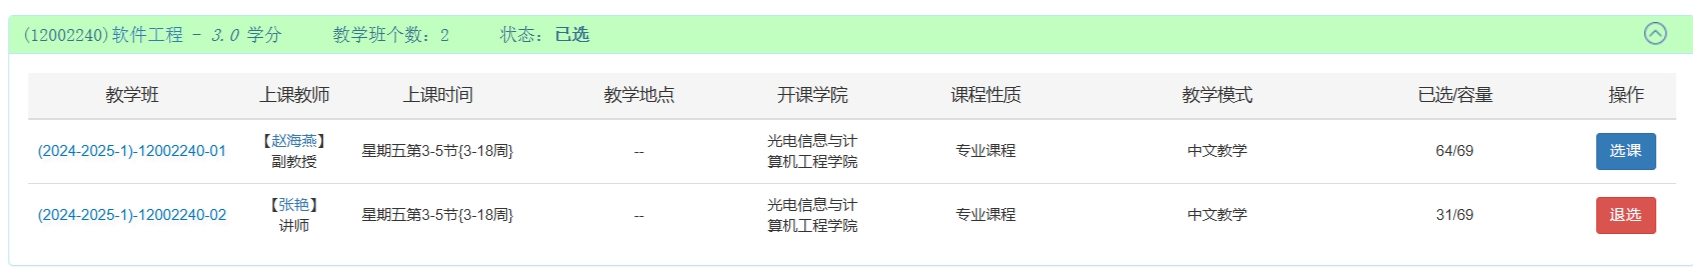 (12002240)软件工程 - 3.0 学分 教学班个数：2 状态：已选
教学班 上课教师 上课时间 教学地点 开课学院 课程性质 教学模式 已选/容量 操作
(2024-2025-1)-12002240-01 【赵海燕】 副教授 星期五第3-5节{3-18周} -- 光电信息与计 算机工程学院 专业课程 中文教学 64/69 选课
(2024-2025-1)-12002240-02 【张艳】 讲师 星期五第3-5节{3-18周} -- 光电信息与计 算机工程学院 专业课程 中文教学 31/69 退选